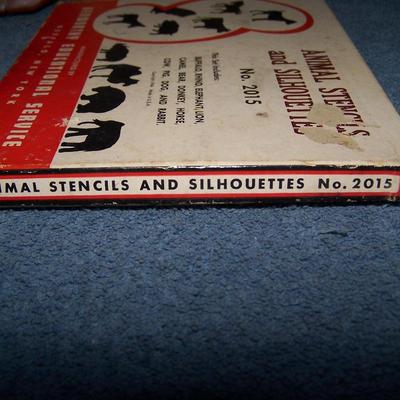 ANIMAL STENCILS
and SILHOUETTES
No. 2015
This Set Includes:
BUFFALO, RHINO, ELEPHANT, LION,
CAMEL, BEAR, DONKEY, HORSE,
COW, PIG, DOG, AND RABBIT.
EDUCATIONAL SERVICE
NEW YORK
IMAL STENCILS AND SILHOUETTES No. 2015